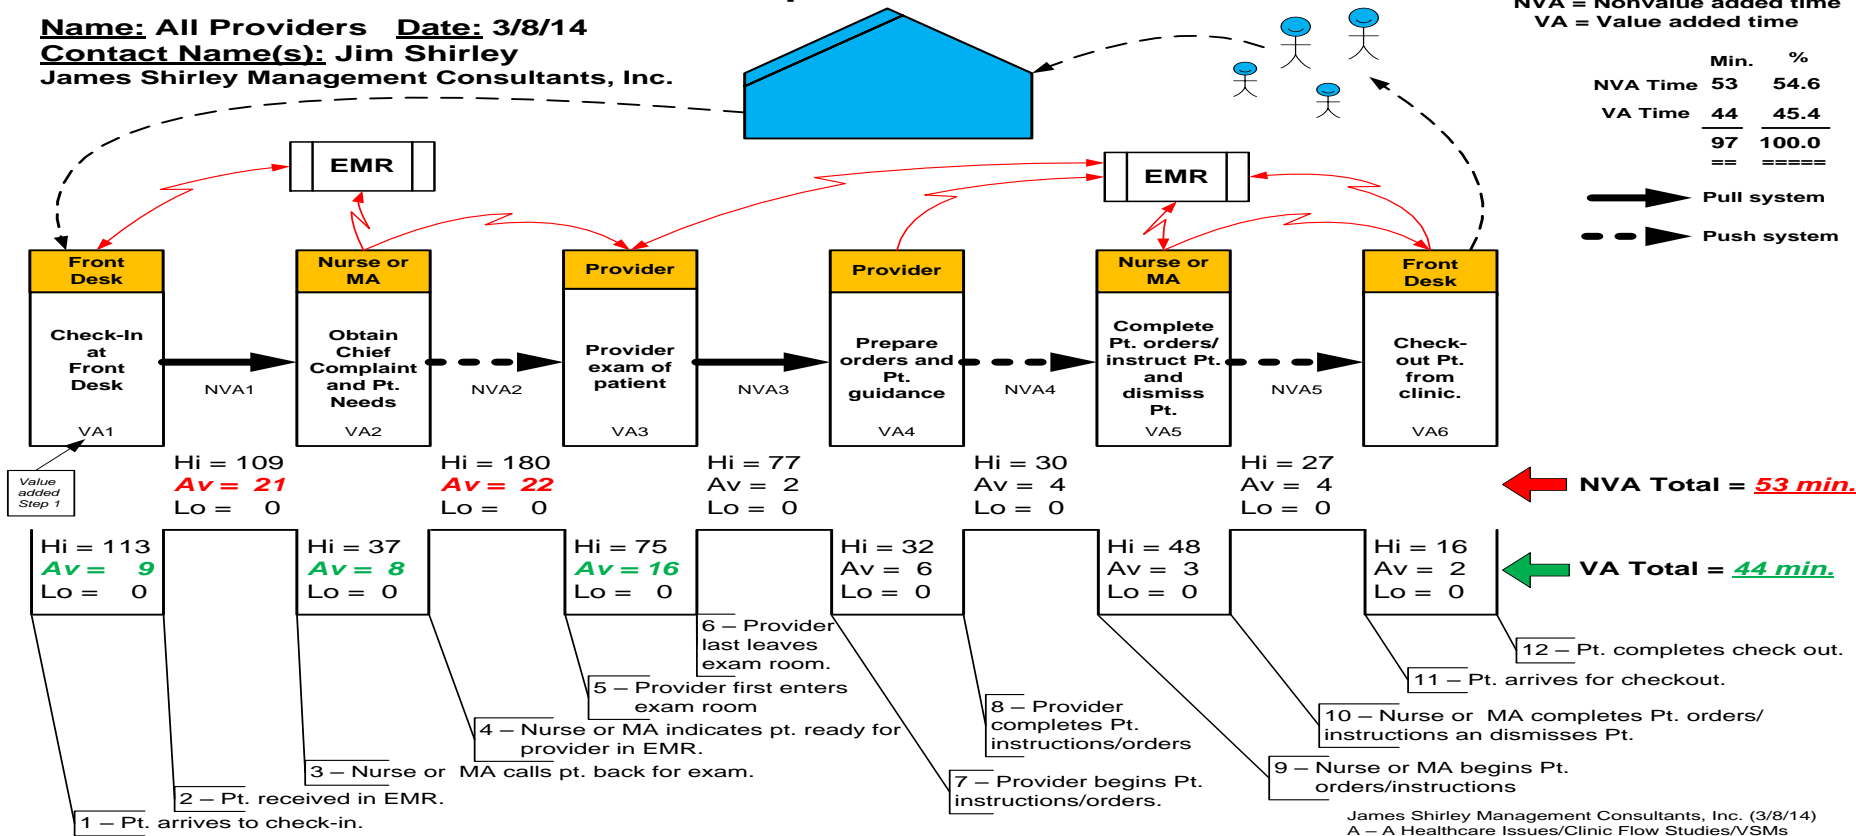 NVA = Nonvalue added time
VA = Value added time
Name: All Providers Date: 3/8/14
Contact Name(s): Jim Shirley
James Shirley Management Consultants, Inc.
Min. %
NVA Time 53 54.6
VA Time 44 45.4
97 100.0
== =====
Pull system
Push system
EMR
EMR
Front
Desk
Check-In
at
Front
Desk
VA1
NVA1
Nurse or
MA
Obtain
Chief
Complaint
and Pt.
Needs
VA2
NVA2
Provider
Provider
exam of
patient
VA3
NVA3
Provider
Prepare
orders and
Pt.
guidance
VA4
NVA4
Nurse or
MA
Complete
Pt. orders/
instruct Pt.
and
dismiss
Pt.
VA5
NVA5
Front
Desk
Check-
out Pt.
from
clinic.
VA6
Value
added
Step 1
Hi = 109
Av = 21
Lo = 0
Hi = 180
Av = 22
Lo = 0
Hi = 77
Av = 2
Lo = 0
Hi = 30
Av = 4
Lo = 0
Hi = 27
Av = 4
Lo = 0
NVA Total = 53 min.
Hi = 113
Av = 9
Lo = 0
Hi = 37
Av = 8
Lo = 0
Hi = 75
Av = 16
Lo = 0
Hi = 32
Av = 6
Lo = 0
Hi = 48
Av = 3
Lo = 0
Hi = 16
Av = 2
Lo = 0
VA Total = 44 min.
1 – Pt. arrives to check-in.
2 – Pt. received in EMR.
3 – Nurse or MA calls pt. back for exam.
4 – Nurse or MA indicates pt. ready for
provider in EMR.
5 – Provider first enters
exam room
6 – Provider
last leaves
exam room.
7 – Provider begins Pt.
instructions/orders.
8 – Provider
completes Pt.
instructions/orders
9 – Nurse or MA begins Pt.
orders/instructions
10 – Nurse or MA completes Pt. orders/
instructions an dismisses Pt.
11 – Pt. arrives for checkout.
12 – Pt. completes check out.
James Shirley Management Consultants, Inc. (3/8/14)
A – A Healthcare Issues/Clinic Flow Studies/VSMs